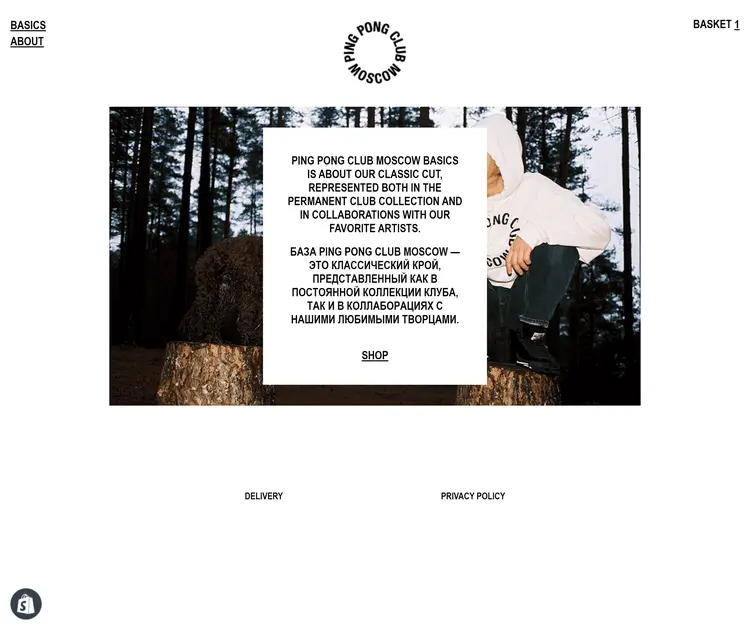 BASICS
ABOUT
PING PONG CLUB MOSCOW
BASKET 1
PING PONG CLUB MOSCOW BASICS
IS ABOUT OUR CLASSIC CUT,
REPRESENTED BOTH IN THE
PERMANENT CLUB COLLECTION AND
IN COLLABORATIONS WITH OUR
FAVORITE ARTISTS.
БАЗА PING PONG CLUB MOSCOW —
ЭТО КЛАССИЧЕСКИЙ КРОЙ,
ПРЕДСТАВЛЕННЫЙ КАК В
ПОСТОЯННОЙ КОЛЛЕКЦИИ КЛУБА,
ТАК И В КОЛЛАБОРАЦИЯХ С
НАШИМИ ЛЮБИМЫМИ ТВОРЦАМИ.
SHOP
DELIVERY
PRIVACY POLICY